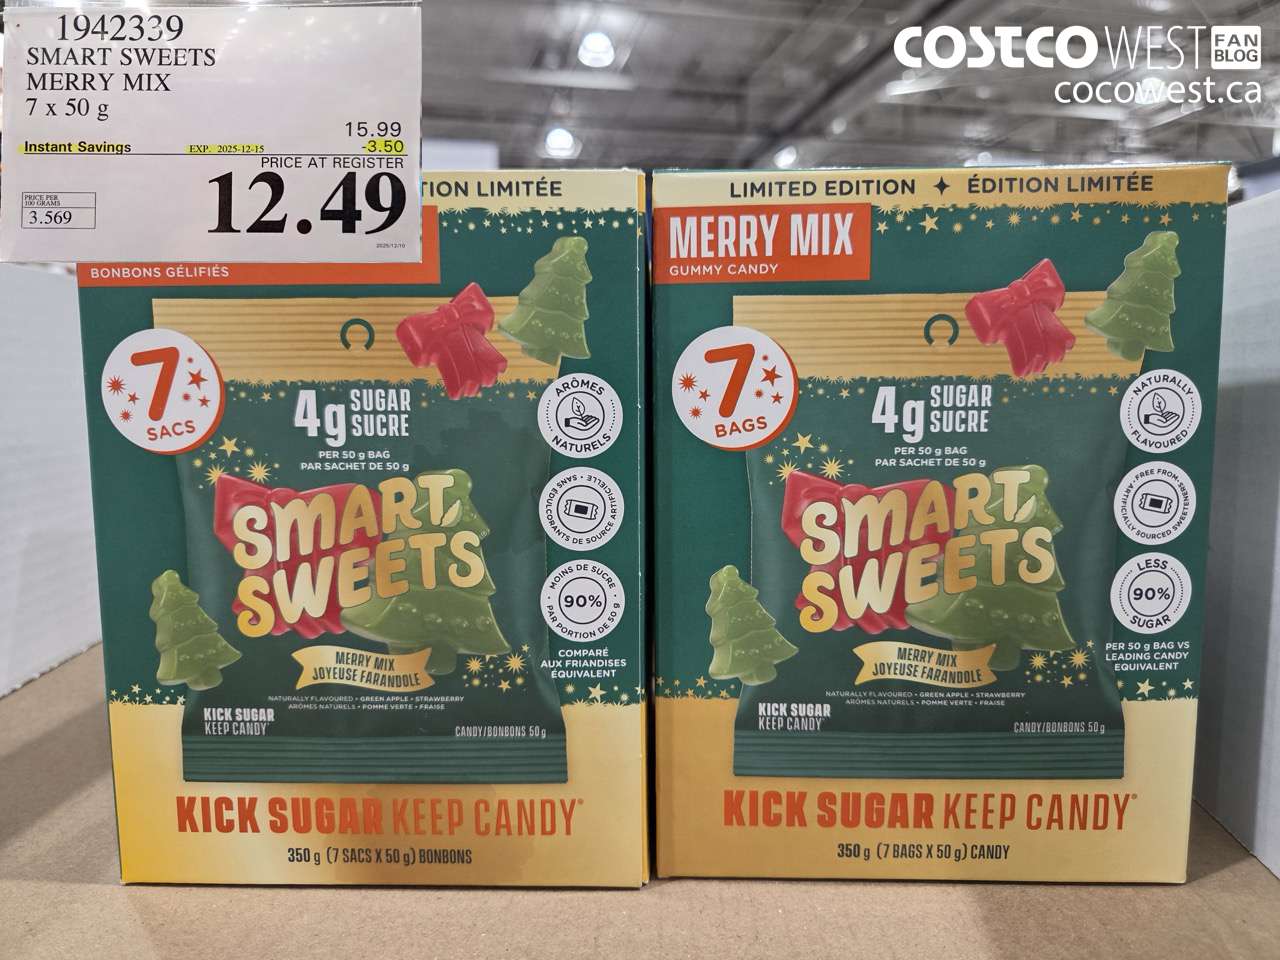 1942339
SMART SWEETS
MERRY MIX
7 x 50 g
15.99
Instant Savings EXP. 2025-12-15 -3.50
PRICE AT REGISTER
12.49
PRICE PER
100 GRAMS
3.569
2025/12/10
COSTCO WEST FAN BLOG
cocowest.ca
TION LIMITÉE
BONBONS GÉLIFIÉS
7
SACS
4g SUGAR
SUCRE
PER 50 g BAG
PAR SACHET DE 50 g
ARÔMES
NATURELS
SANS ÉDULCORANTS DE SOURCE ARTIFICIELLE
MOINS DE SUCRE
90%
PAR PORTION DE 50 g
COMPARÉ
AUX FRIANDISES
ÉQUIVALENT
SMART
SWEETS
MERRY MIX
JOYEUSE FARANDOLE
NATURALLY FLAVOURED • GREEN APPLE • STRAWBERRY
ARÔMES NATURELS • POMME VERTE • FRAISE
KICK SUGAR
KEEP CANDY
CANDY/BONBONS 50g
KICK SUGAR KEEP CANDY®
350 g (7 SACS X 50 g) BONBONS
LIMITED EDITION ✦ ÉDITION LIMITÉE
MERRY MIX
GUMMY CANDY
7
BAGS
4g SUGAR
SUCRE
PER 50 g BAG
PAR SACHET DE 50 g
NATURALLY
FLAVOURED
FREE FROM
ARTIFICIALLY SOURCED SWEETENERS
LESS
90%
SUGAR
PER 50 g BAG VS
LEADING CANDY
EQUIVALENT
SMART
SWEETS
MERRY MIX
JOYEUSE FARANDOLE
NATURALLY FLAVOURED • GREEN APPLE • STRAWBERRY
ARÔMES NATURELS • POMME VERTE • FRAISE
KICK SUGAR
KEEP CANDY
CANDY/BONBONS 50g
KICK SUGAR KEEP CANDY®
350 g (7 BAGS X 50 g) CANDY